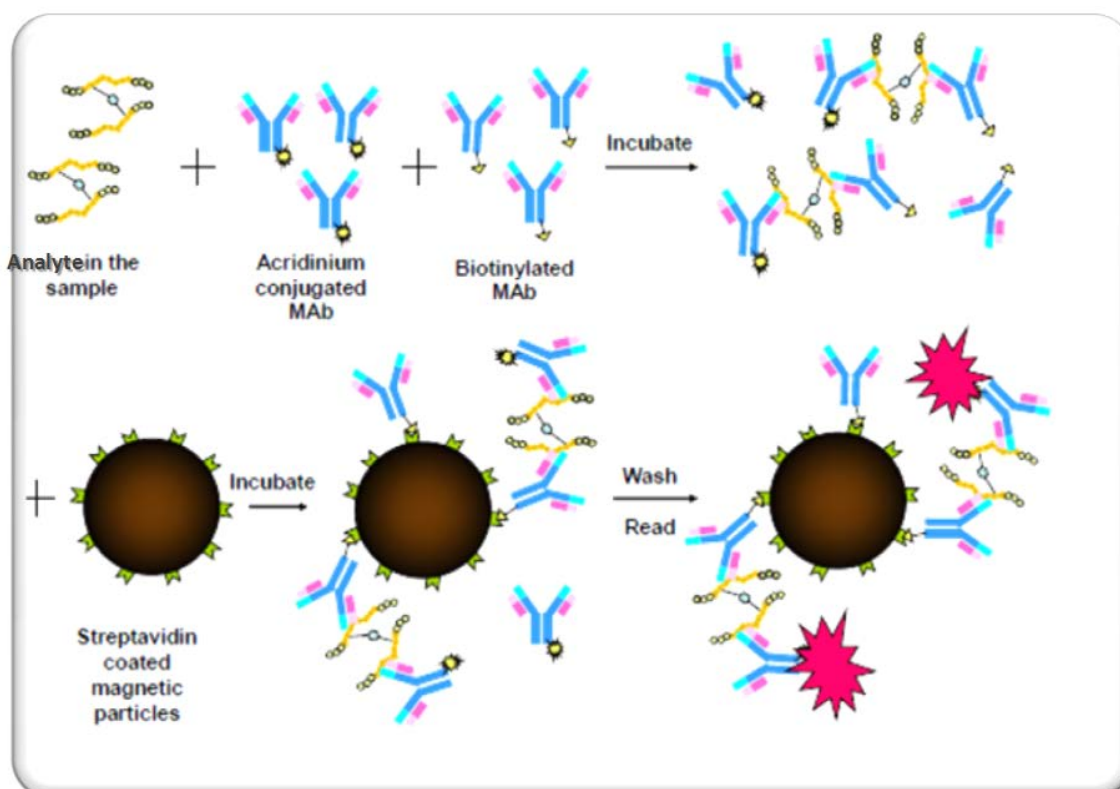 Analytein the
sample
Acridinium
conjugated
MAb
Biotinylated
MAb
Incubate
Incubate
Streptavidin
coated
magnetic
particles
Wash
Read